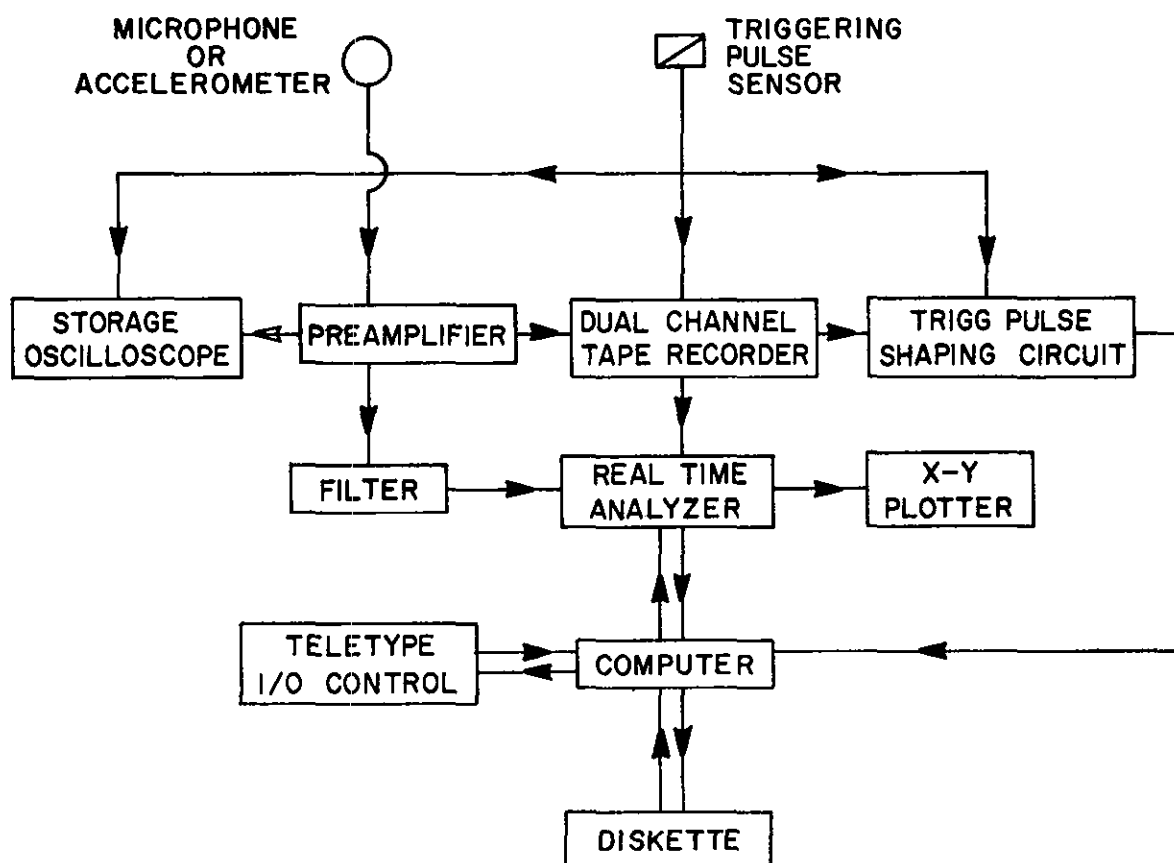 MICROPHONE
OR
ACCELEROMETER
TRIGGERING
PULSE
SENSOR
STORAGE
OSCILLOSCOPE
PREAMPLIFIER
DUAL CHANNEL
TAPE RECORDER
TRIGG PULSE
SHAPING CIRCUIT
FILTER
REAL TIME
ANALYZER
X-Y
PLOTTER
TELETYPE
I/O CONTROL
COMPUTER
DISKETTE